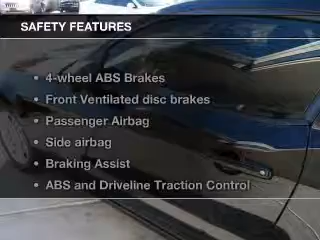 SAFETY FEATURES
• 4-wheel ABS Brakes
• Front Ventilated disc brakes
• Passenger Airbag
• Side airbag
• Braking Assist
• ABS and Driveline Traction Control